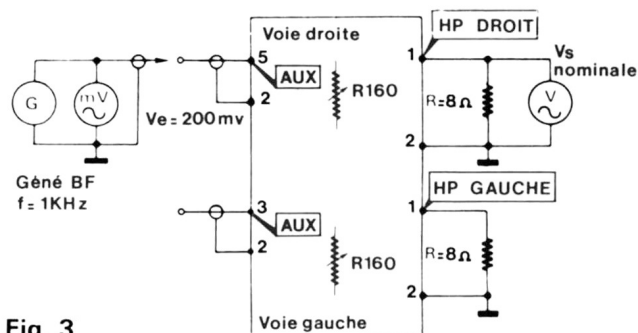 Voie droite
HP DROIT
Vs
nominale
G
mV
5
AUX
2
Ve = 200 mv
R160
1
R=8Ω
V
2
Géné BF
f= 1KHz
HP GAUCHE
3
AUX
2
R160
1
R=8Ω
2
Fig. 3
Voie gauche